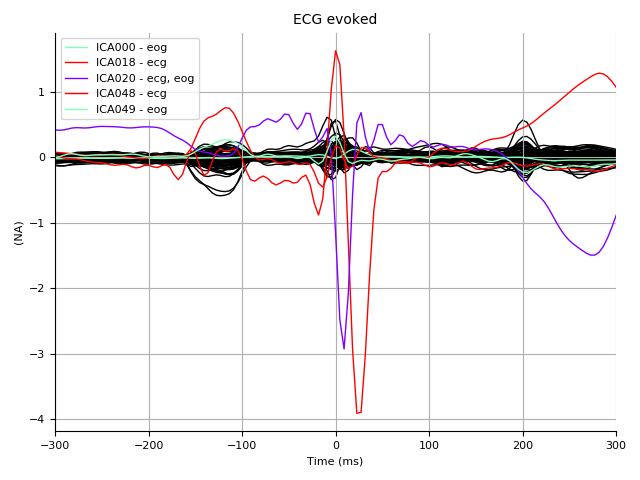 ECG evoked
ICA000 - eog
ICA018 - ecg
ICA020 - ecg, eog
ICA048 - ecg
ICA049 - eog
1
0
−1
−2
−3
−4
(NA)
−300 −200 −100 0 100 200 300
Time (ms)